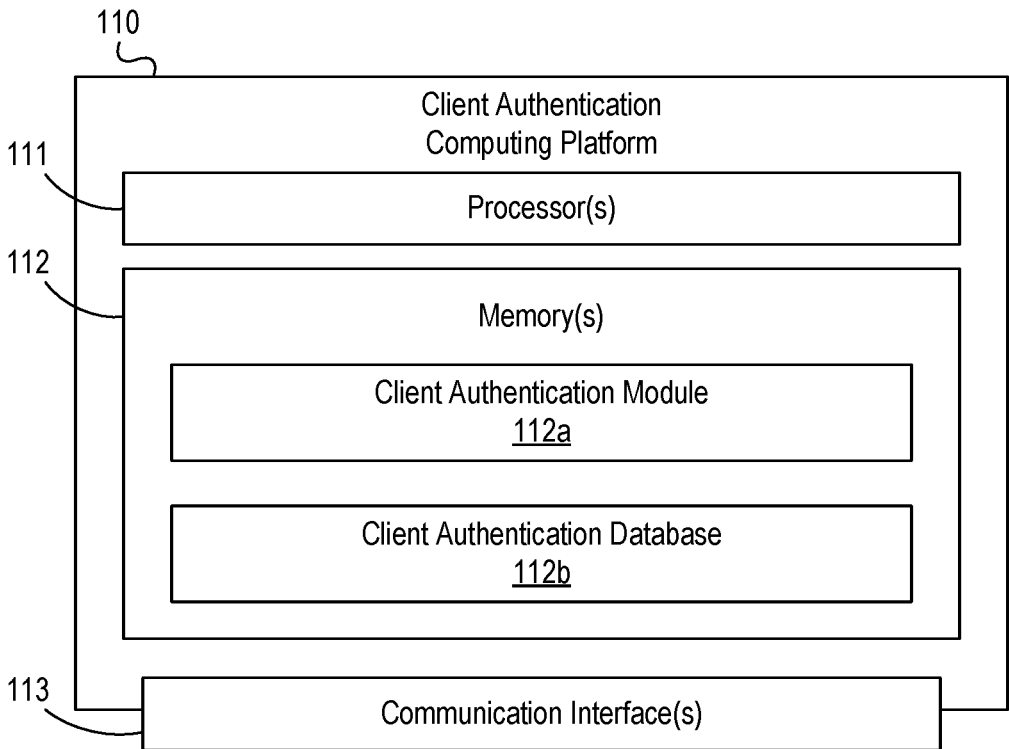 110
Client Authentication
Computing Platform
111
Processor(s)
112
Memory(s)
Client Authentication Module
112a
Client Authentication Database
112b
113
Communication Interface(s)